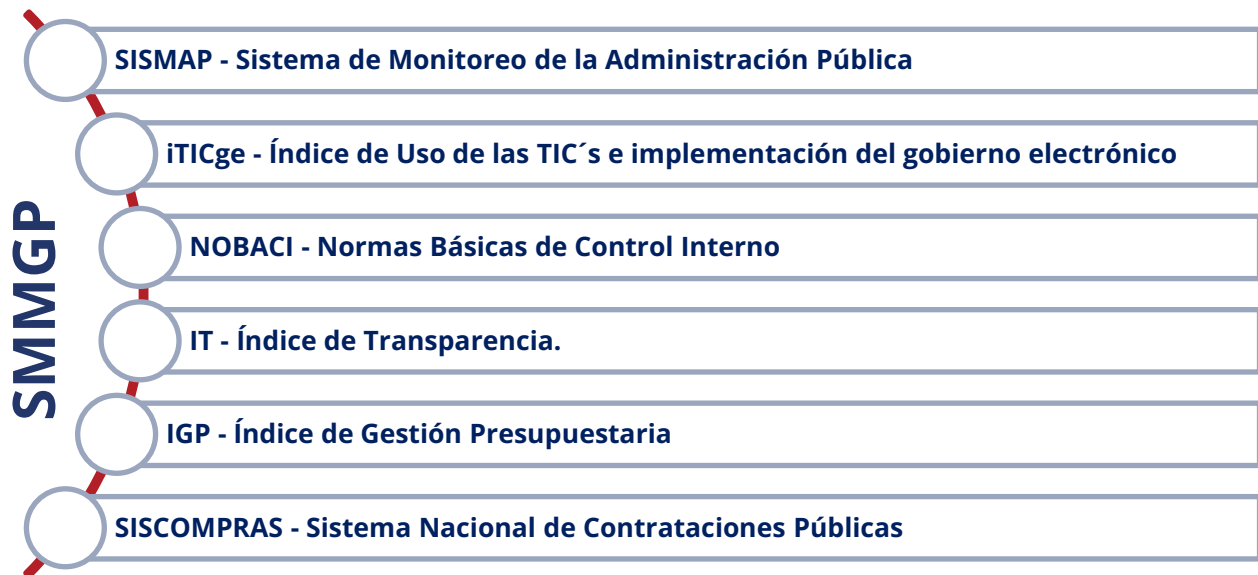 SMMGP
SISMAP - Sistema de Monitoreo de la Administración Pública
iTICge - Índice de Uso de las TIC´s e implementación del gobierno electrónico
NOBACI - Normas Básicas de Control Interno
IT - Índice de Transparencia.
IGP - Índice de Gestión Presupuestaria
SISCOMPRAS - Sistema Nacional de Contrataciones Públicas